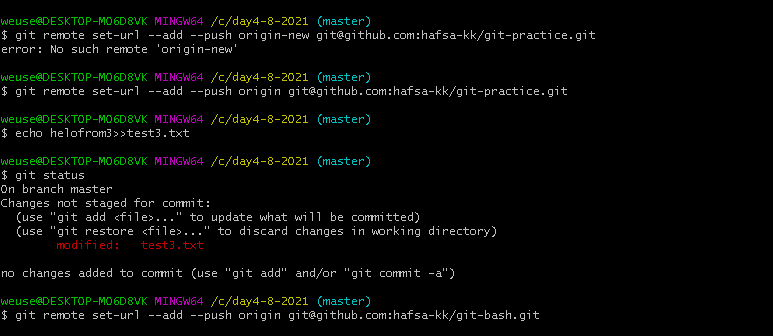 weuse@DESKTOP-MO6D8VK MINGW64 /c/day4-8-2021 (master)
$ git remote set-url --add --push origin-new git@github.com:hafsa-kk/git-practice.git
error: No such remote 'origin-new'
weuse@DESKTOP-MO6D8VK MINGW64 /c/day4-8-2021 (master)
$ git remote set-url --add --push origin git@github.com:hafsa-kk/git-practice.git
weuse@DESKTOP-MO6D8VK MINGW64 /c/day4-8-2021 (master)
$ echo helofrom3>>test3.txt
weuse@DESKTOP-MO6D8VK MINGW64 /c/day4-8-2021 (master)
$ git status
On branch master
Changes not staged for commit:
  (use "git add <file>..." to update what will be committed)
  (use "git restore <file>..." to discard changes in working directory)
        modified:   test3.txt
no changes added to commit (use "git add" and/or "git commit -a")
weuse@DESKTOP-MO6D8VK MINGW64 /c/day4-8-2021 (master)
$ git remote set-url --add --push origin git@github.com:hafsa-kk/git-bash.git